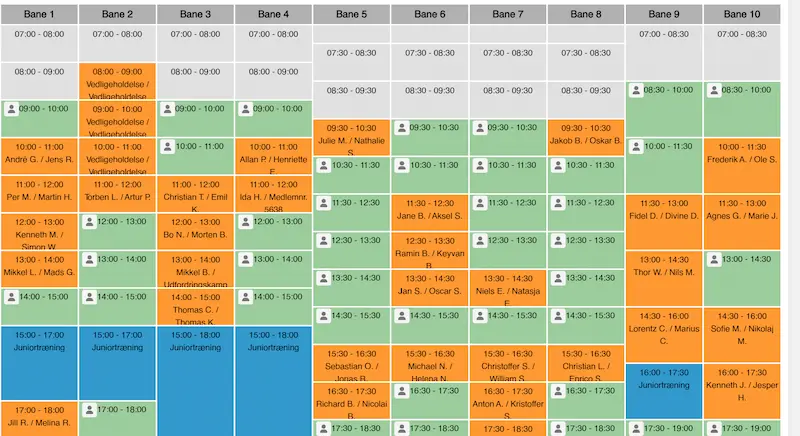 Bane 1
07:00 - 08:00
08:00 - 09:00
09:00 - 10:00
10:00 - 11:00
André G. / Jens R.
11:00 - 12:00
Per M. / Martin H.
12:00 - 13:00
Kenneth M. /
Simon W.
13:00 - 14:00
Mikkel L. / Mads G.
14:00 - 15:00
15:00 - 17:00
Juniortræning
17:00 - 18:00
Jill R. / Melina R.
Bane 2
07:00 - 08:00
08:00 - 09:00
Vedligeholdelse /
Vedligeholdelse
09:00 - 10:00
Vedligeholdelse /
Vedligeholdelse
10:00 - 11:00
Vedligeholdelse /
Vedligeholdelse
11:00 - 12:00
Torben L. / Artur P.
12:00 - 13:00
13:00 - 14:00
14:00 - 15:00
15:00 - 17:00
Juniortræning
17:00 - 18:00
Bane 3
07:00 - 08:00
08:00 - 09:00
09:00 - 10:00
10:00 - 11:00
11:00 - 12:00
Christian T. / Emil
K.
12:00 - 13:00
Bo N. / Morten B.
13:00 - 14:00
Mikkel B. /
Udfordringskamp
14:00 - 15:00
Thomas C. /
Thomas K.
15:00 - 18:00
Juniortræning
Bane 4
07:00 - 08:00
08:00 - 09:00
09:00 - 10:00
10:00 - 11:00
Allan P. / Henriette
F.
11:00 - 12:00
Ida H. / Medlemnr.
5638
12:00 - 13:00
13:00 - 14:00
14:00 - 15:00
15:00 - 18:00
Juniortræning
Bane 5
07:30 - 08:30
08:30 - 09:30
09:30 - 10:30
Julie M. / Nathalie
S.
10:30 - 11:30
11:30 - 12:30
12:30 - 13:30
13:30 - 14:30
14:30 - 15:30
15:30 - 16:30
Sebastian O. /
Jonas B.
16:30 - 17:30
Richard B. / Nicolai
B.
17:30 - 18:30
Bane 6
07:30 - 08:30
08:30 - 09:30
09:30 - 10:30
10:30 - 11:30
11:30 - 12:30
Jane B. / Aksel S.
12:30 - 13:30
Ramin B. / Keyvan
B.
13:30 - 14:30
Jan S. / Oscar S.
14:30 - 15:30
15:30 - 16:30
Michael N. /
Helena N.
16:30 - 17:30
17:30 - 18:30
Bane 7
07:30 - 08:30
08:30 - 09:30
09:30 - 10:30
10:30 - 11:30
11:30 - 12:30
12:30 - 13:30
13:30 - 14:30
Niels E. / Natasja
E.
14:30 - 15:30
15:30 - 16:30
Christoffer S. /
William S.
16:30 - 17:30
Anton A. / Kristoffer
S.
17:30 - 18:30
Bane 8
07:30 - 08:30
08:30 - 09:30
09:30 - 10:30
Jakob B. / Oskar B.
10:30 - 11:30
11:30 - 12:30
12:30 - 13:30
13:30 - 14:30
14:30 - 15:30
15:30 - 16:30
Christian L. /
Enrico S.
16:30 - 17:30
17:30 - 18:30
Bane 9
07:00 - 08:30
08:30 - 10:00
10:00 - 11:30
11:30 - 13:00
Fidel D. / Divine D.
13:00 - 14:30
Thor W. / Nils M.
14:30 - 16:00
Lorentz C. / Marius
C.
16:00 - 17:30
Juniortræning
17:30 - 19:00
Bane 10
07:00 - 08:30
08:30 - 10:00
10:00 - 11:30
Frederik A. / Ole S.
11:30 - 13:00
Agnes G. / Marie J.
13:00 - 14:30
14:30 - 16:00
Sofie M. / Nikolaj
M.
16:00 - 17:30
Kenneth J. / Jesper
H.
17:30 - 19:00